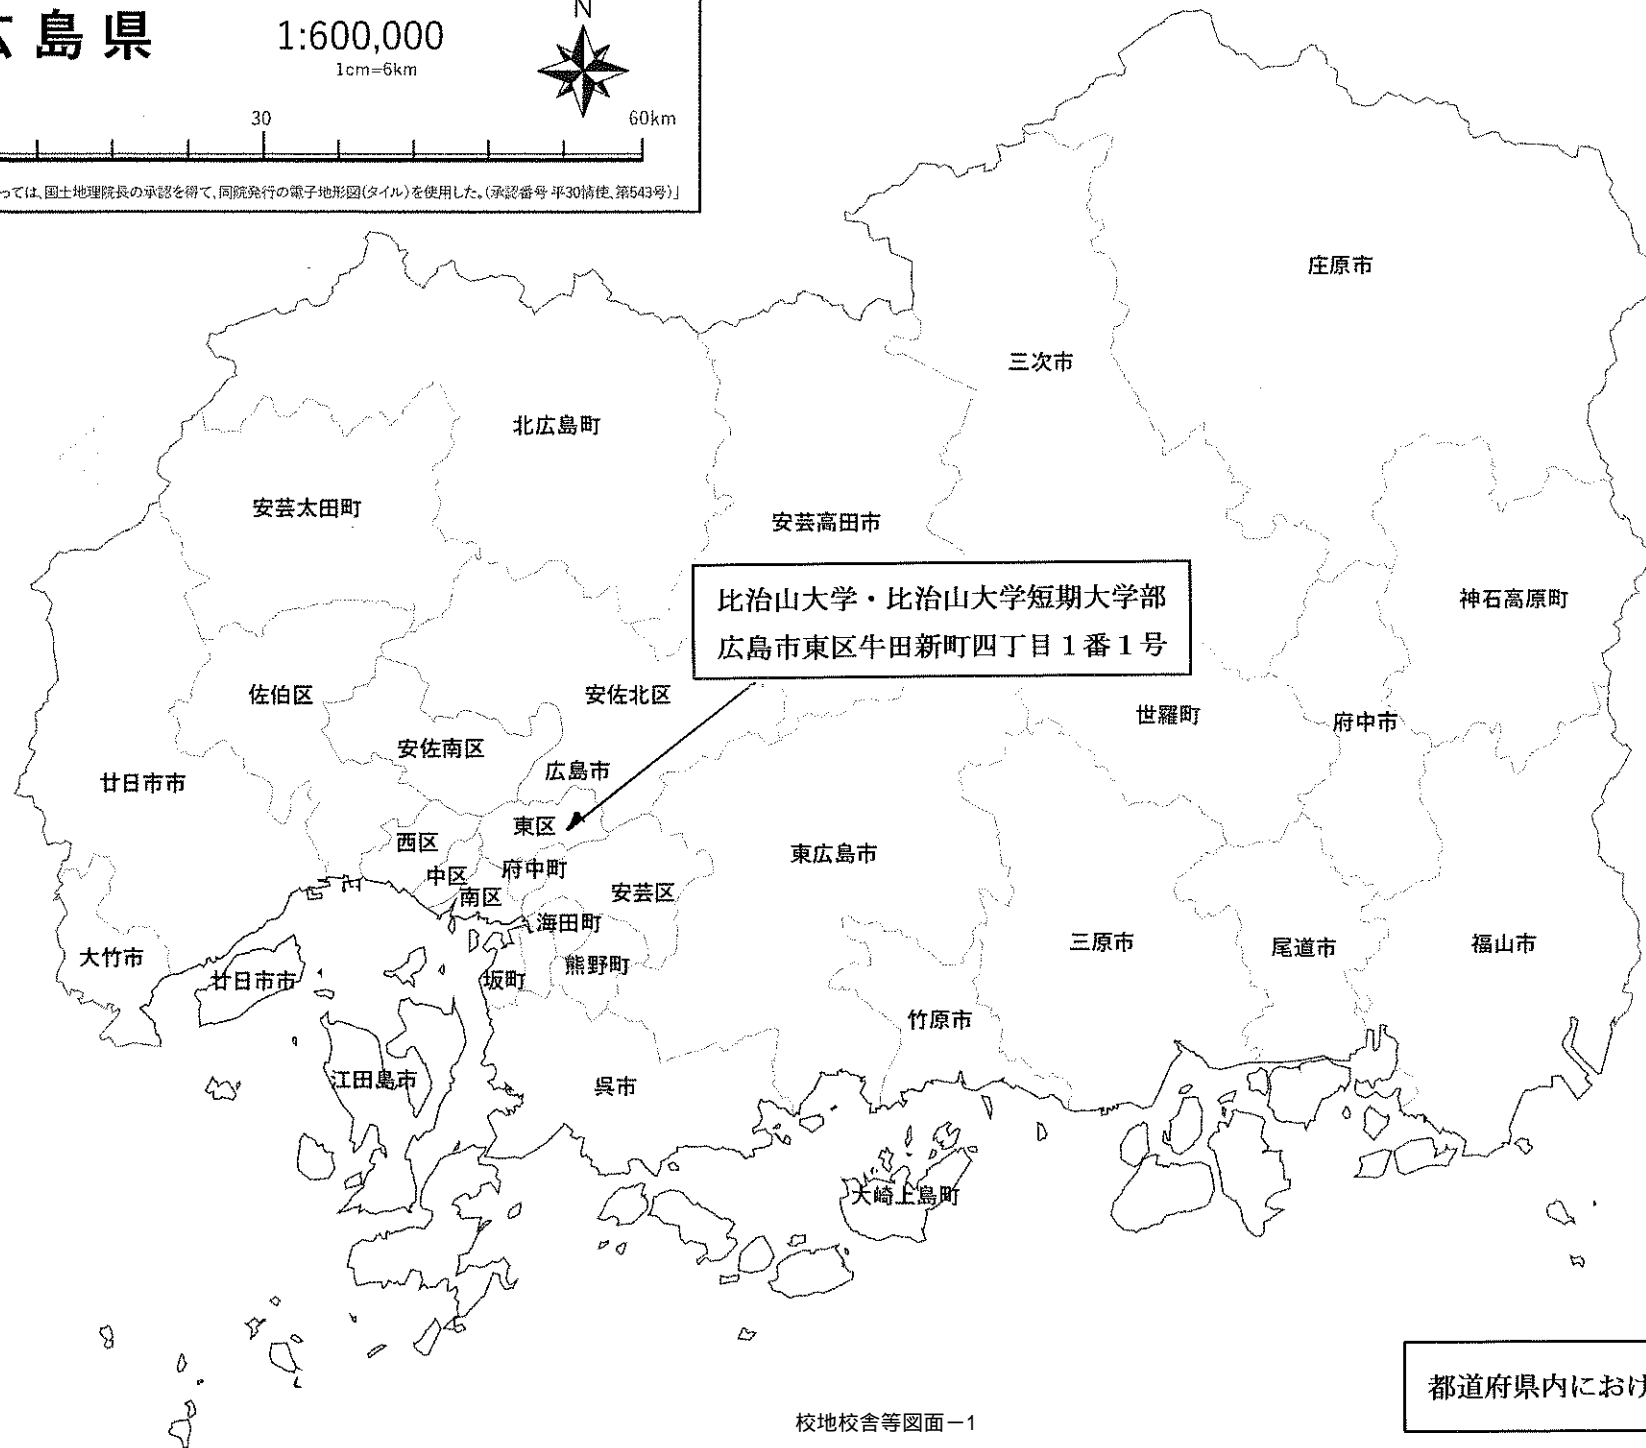 島県
1:600,000
1cm=6km
N
30
60km
っては、国土地理院長の承認を得て、同院発行の電子地形図(タイル)を使用した。(承認番号 平30情使、第543号)」
庄原市
三次市
北広島町
安芸太田町
安芸高田市
比治山大学・比治山大学短期大学部
広島市東区牛田新町四丁目1番1号
神石高原町
佐伯区
安佐北区
世羅町
府中市
安佐南区
広島市
廿日市市
東区
西区
府中町
中区
南区
安芸区
東広島市
海田町
三原市
尾道市
福山市
大竹市
廿日市市
坂町
熊野町
竹原市
江田島市
呉市
大崎上島町
都道府県内におけ
校地校舎等図面－1